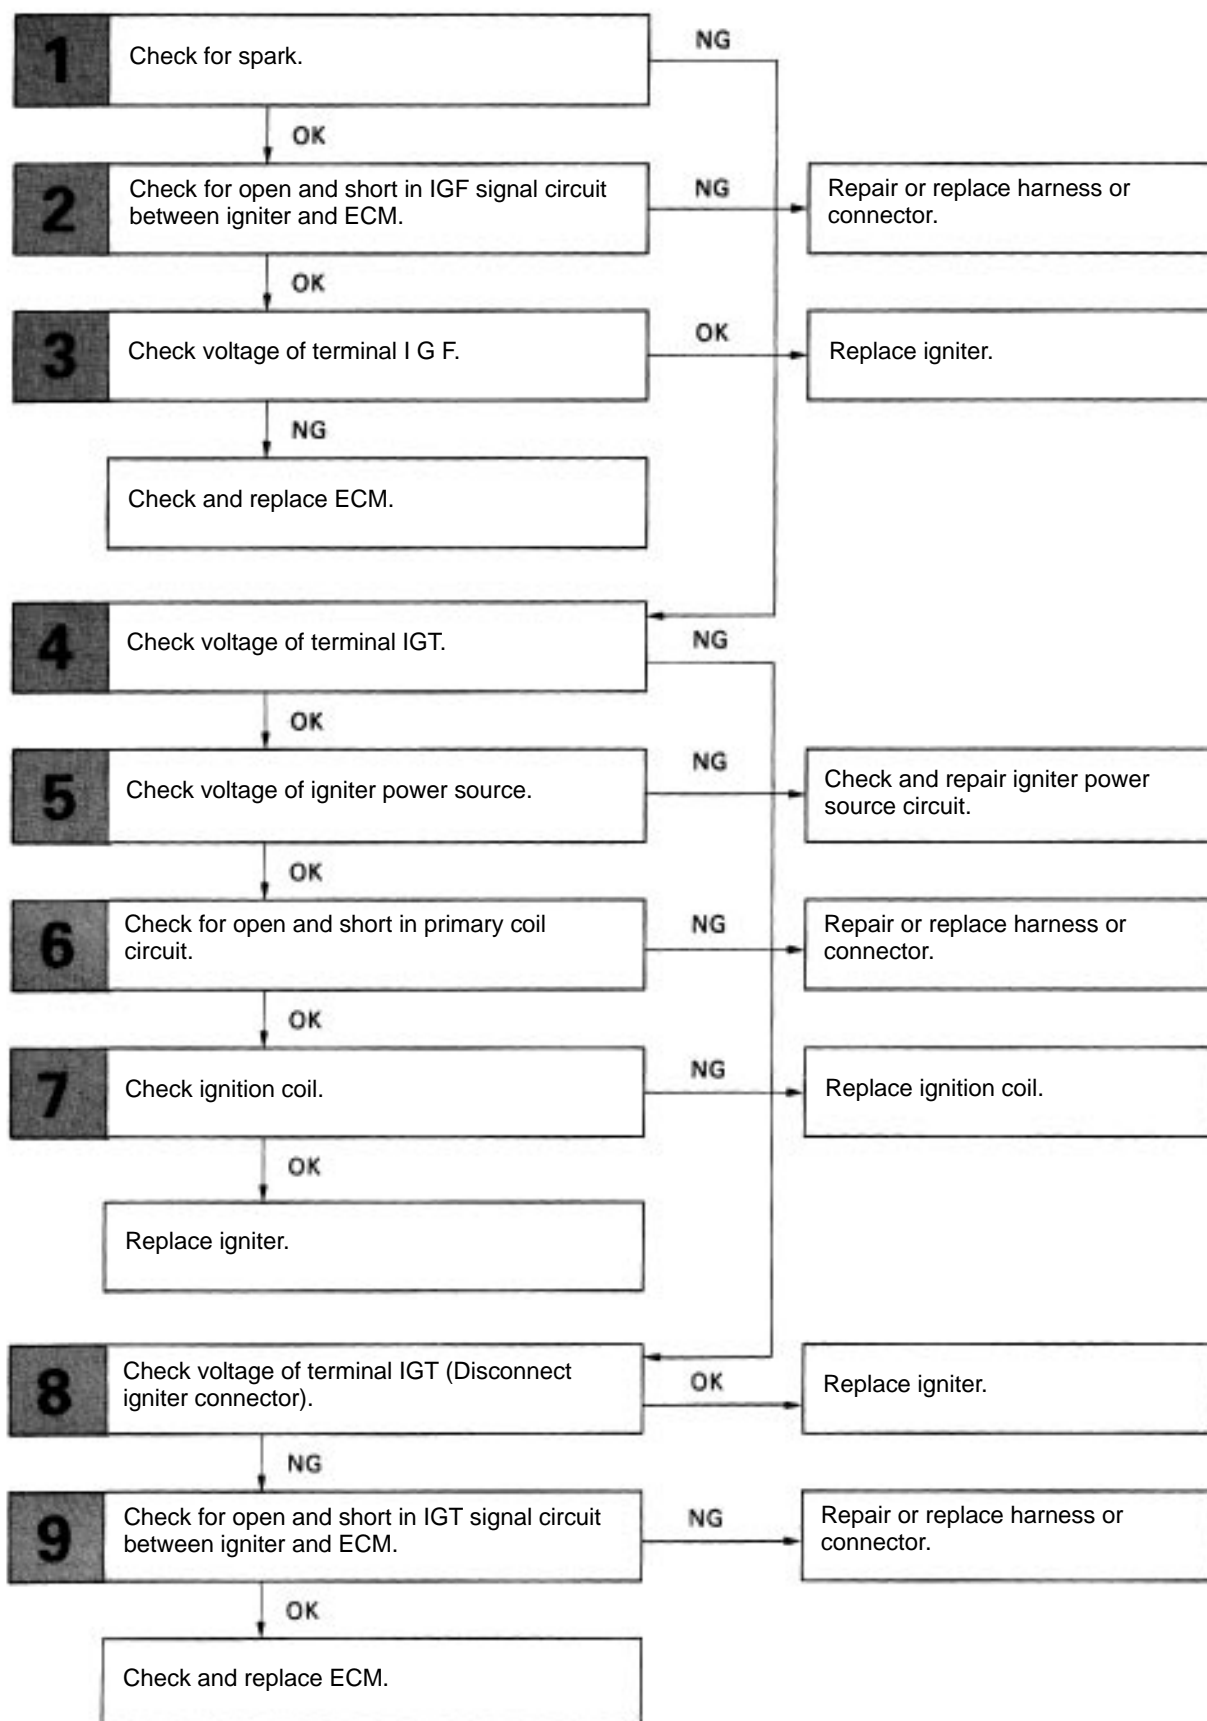 1
Check for spark.
NG
OK
2
Check for open and short in IGF signal circuit
between igniter and ECM.
NG
Repair or replace harness or
connector.
OK
3
Check voltage of terminal I G F.
OK
Replace igniter.
NG
Check and replace ECM.
4
Check voltage of terminal IGT.
NG
OK
5
Check voltage of igniter power source.
NG
Check and repair igniter power
source circuit.
OK
6
Check for open and short in primary coil
circuit.
NG
Repair or replace harness or
connector.
OK
7
Check ignition coil.
NG
Replace ignition coil.
OK
Replace igniter.
8
Check voltage of terminal IGT (Disconnect
igniter connector).
OK
Replace igniter.
NG
9
Check for open and short in IGT signal circuit
between igniter and ECM.
NG
Repair or replace harness or
connector.
OK
Check and replace ECM.